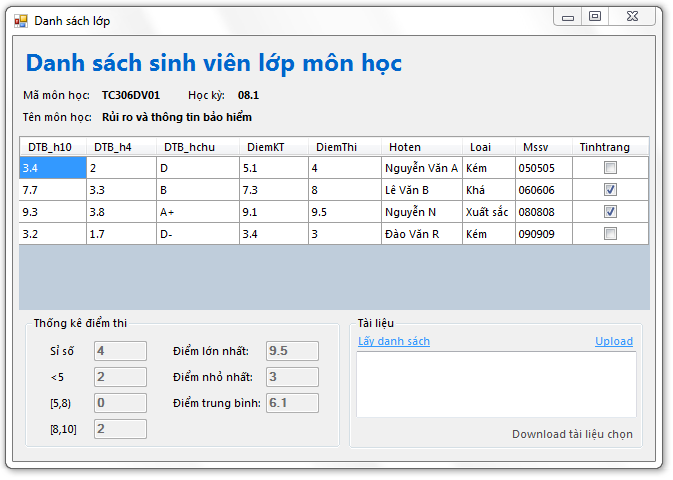 Danh sách lớp
Danh sách sinh viên lớp môn học
Mã môn học: TC306DV01 Học kỳ: 08.1
Tên môn học: Rủi ro và thông tin bảo hiểm
DTB_h10 DTB_h4 DTB_hchu DiemKT DiemThi Hoten Loai Mssv Tinhtrang
3.4 2 D 5.1 4 Nguyễn Văn A Kém 050505
7.7 3.3 B 7.3 8 Lê Văn B Khá 060606
9.3 3.8 A+ 9.1 9.5 Nguyễn N Xuất sắc 080808
3.2 1.7 D- 3.4 3 Đào Văn R Kém 090909
Thống kê điểm thi
Sỉ số 4 Điểm lớn nhất: 9.5
<5 2 Điểm nhỏ nhất: 3
[5,8) 0 Điểm trung bình: 6.1
[8,10] 2
Tài liệu
Lấy danh sách Upload
Download tài liệu chọn